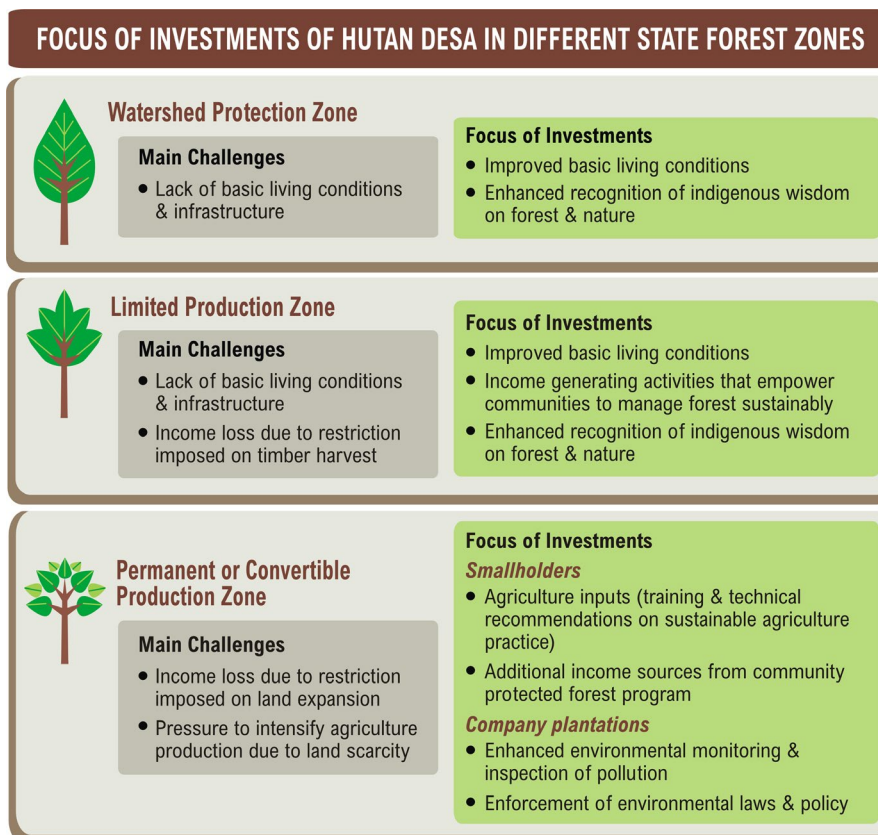 FOCUS OF INVESTMENTS OF HUTAN DESA IN DIFFERENT STATE FOREST ZONES
Watershed Protection Zone
Main Challenges
• Lack of basic living conditions
& infrastructure
Focus of Investments
• Improved basic living conditions
• Enhanced recognition of indigenous wisdom
on forest & nature
Limited Production Zone
Main Challenges
• Lack of basic living conditions
& infrastructure
• Income loss due to restriction
imposed on timber harvest
Focus of Investments
• Improved basic living conditions
• Income generating activities that empower
communities to manage forest sustainably
• Enhanced recognition of indigenous wisdom
on forest & nature
Permanent or Convertible
Production Zone
Main Challenges
• Income loss due to restriction
imposed on land expansion
• Pressure to intensify agriculture
production due to land scarcity
Focus of Investments
Smallholders
• Agriculture inputs (training & technical
recommendations on sustainable agriculture
practice)
• Additional income sources from community
protected forest program
Company plantations
• Enhanced environmental monitoring &
inspection of pollution
• Enforcement of environmental laws & policy